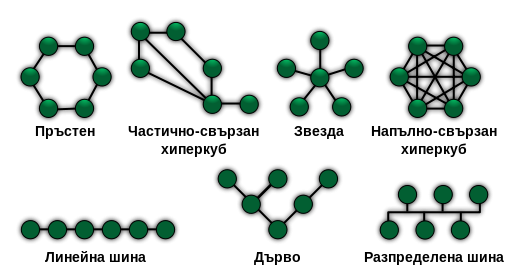 Пръстен
Частично-свързан
хиперкуб
Звезда
Напълно-свързан
хиперкуб
Линейна шина
Дърво
Разпределена шина